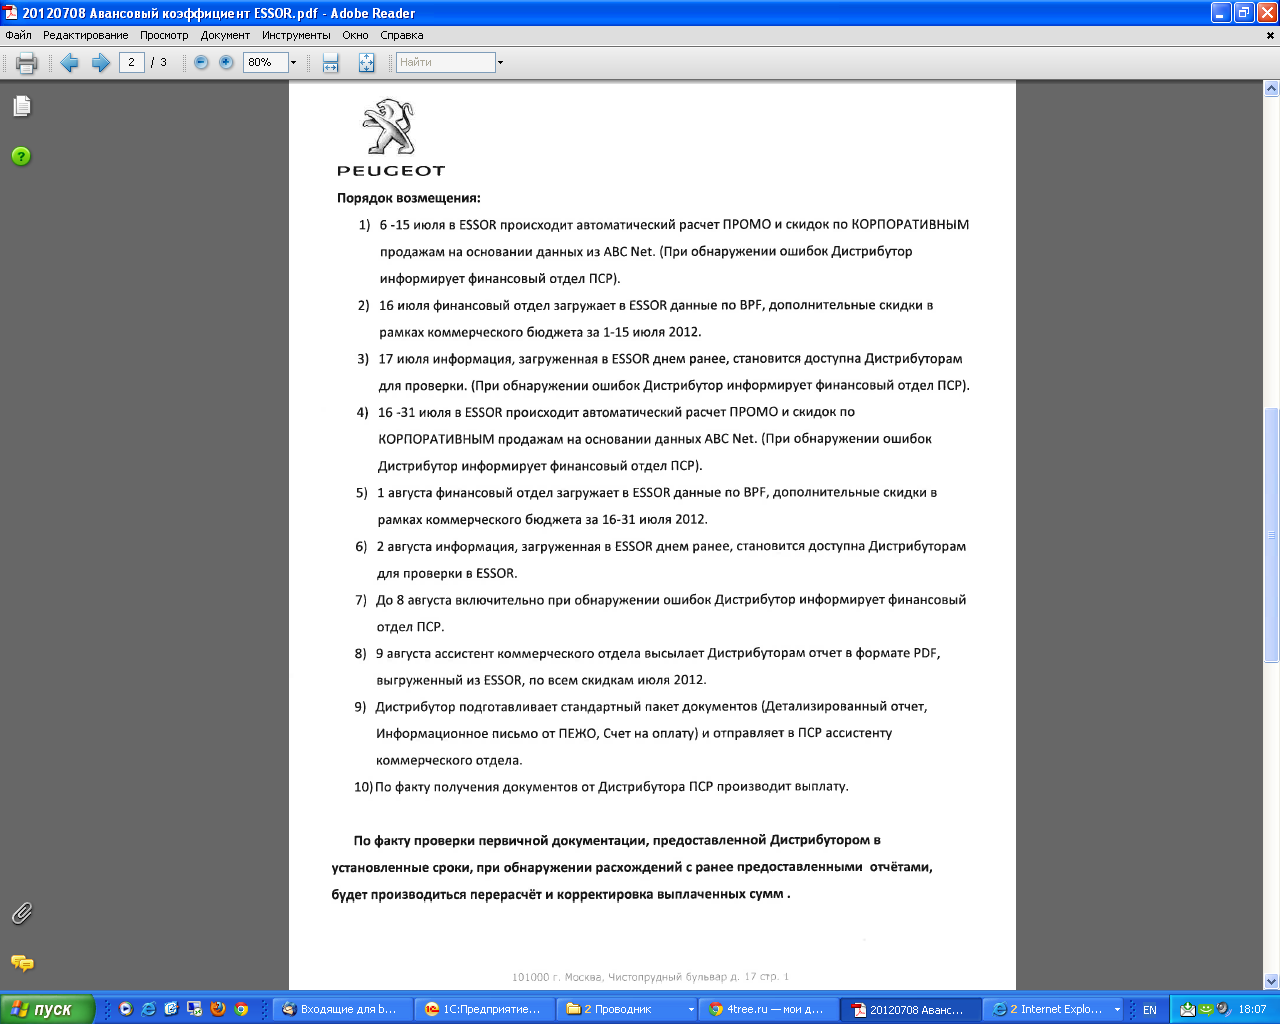 20120708 Авансовый коэффициент ESSOR.pdf - Adobe Reader
Файл Редактирование Просмотр Документ Инструменты Окно Справка
2 / 3 80% Найти
PEUGEOT
Порядок возмещения:
1) 6 -15 июля в ESSOR происходит автоматический расчет ПРОМО и скидок по КОРПОРАТИВНЫМ
продажам на основании данных из ABC Net. (При обнаружении ошибок Дистрибутор
информирует финансовый отдел ПСР).
2) 16 июля финансовый отдел загружает в ESSOR данные по BPF, дополнительные скидки в
рамках коммерческого бюджета за 1-15 июля 2012.
3) 17 июля информация, загруженная в ESSOR днем ранее, становится доступна Дистрибуторам
для проверки. (При обнаружении ошибок Дистрибутор информирует финансовый отдел ПСР).
4) 16 -31 июля в ESSOR происходит автоматический расчет ПРОМО и скидок по
КОРПОРАТИВНЫМ продажам на основании данных ABC Net. (При обнаружении ошибок
Дистрибутор информирует финансовый отдел ПСР).
5) 1 августа финансовый отдел загружает в ESSOR данные по BPF, дополнительные скидки в
рамках коммерческого бюджета за 16-31 июля 2012.
6) 2 августа информация, загруженная в ESSOR днем ранее, становится доступна Дистрибуторам
для проверки в ESSOR.
7) До 8 августа включительно при обнаружении ошибок Дистрибутор информирует финансовый
отдел ПСР.
8) 9 августа ассистент коммерческого отдела высылает Дистрибуторам отчет в формате PDF,
выгруженный из ESSOR, по всем скидкам июля 2012.
9) Дистрибутор подготавливает стандартный пакет документов (Детализированный отчет,
Информационное письмо от ПЕЖО, Счет на оплату) и отправляет в ПСР ассистенту
коммерческого отдела.
10) По факту получения документов от Дистрибутора ПСР производит выплату.
По факту проверки первичной документации, предоставленной Дистрибутором в
установленные сроки, при обнаружении расхождений с ранее предоставленными отчётами,
будет производиться перерасчёт и корректировка выплаченных сумм .
101000 г. Москва, Чистопрудный бульвар д. 17 стр. 1
пуск Входящие для b... 1С:Предприятие... 2 Проводник 4tree.ru — мои д... 20120708 Аванс... 2 Internet Explo... EN 18:07